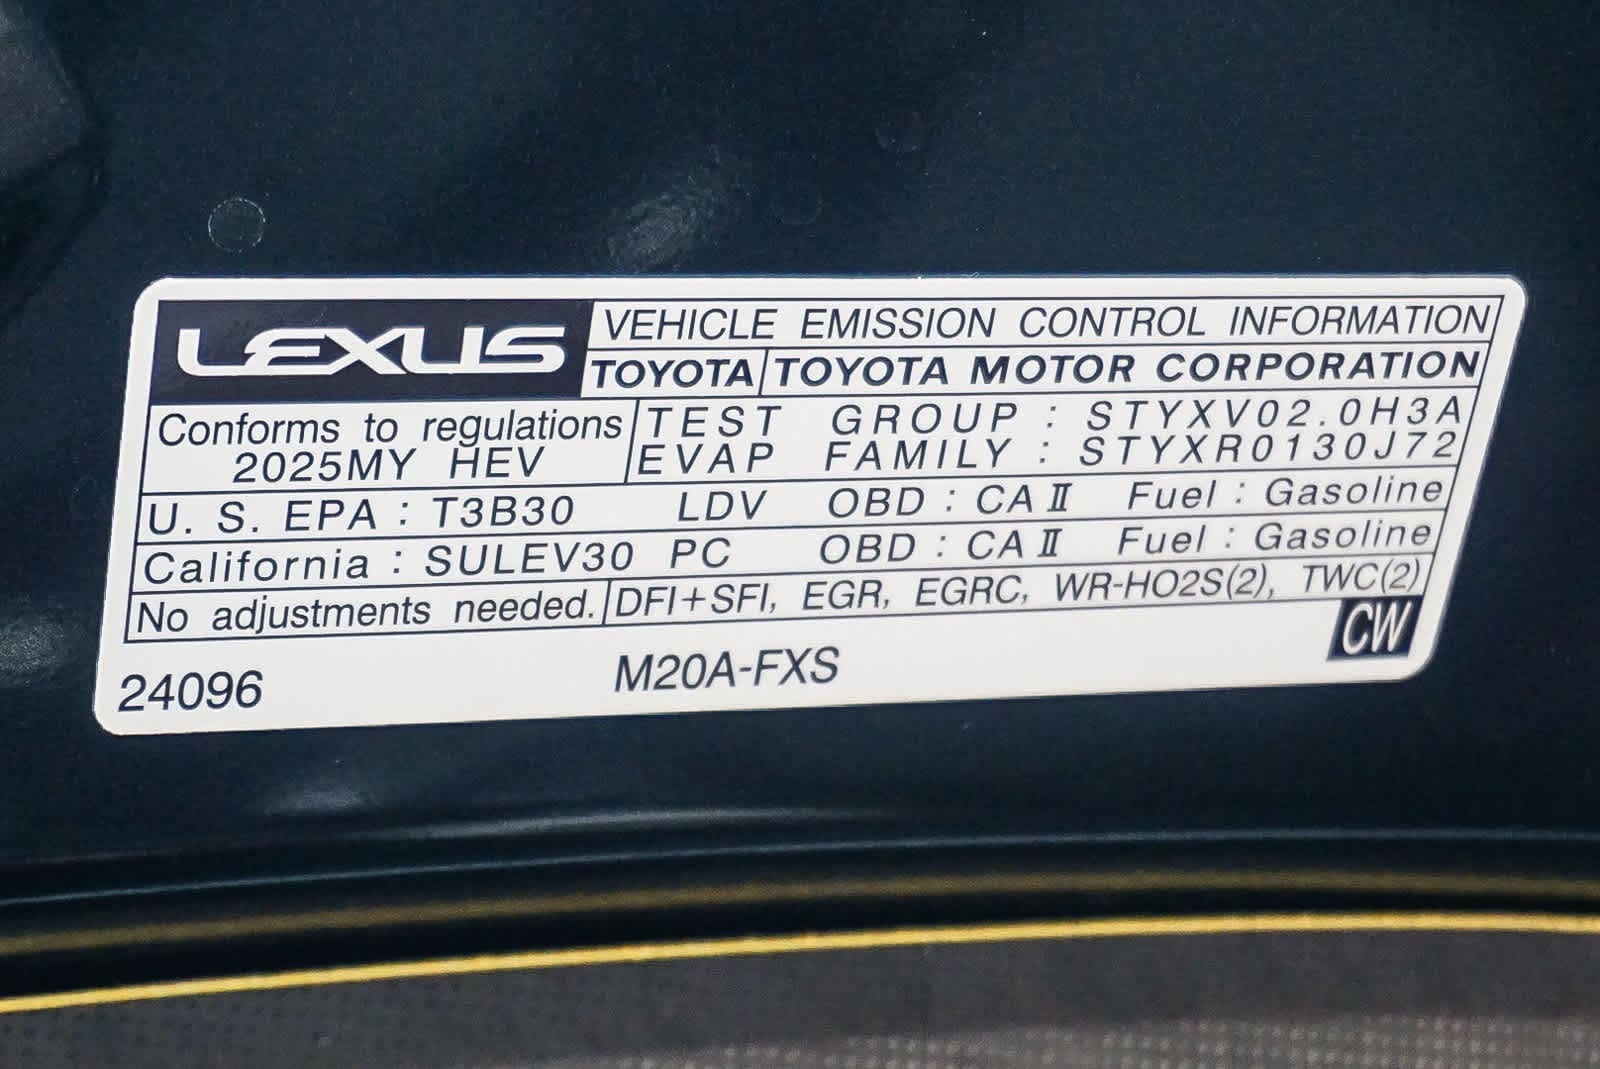 LEXUS VEHICLE EMISSION CONTROL INFORMATION
TOYOTA TOYOTA MOTOR CORPORATION
Conforms to regulations TEST GROUP : STYXV02.0H3A
2025MY HEV EVAP FAMILY : STYXR0130J72
U. S. EPA : T3B30 LDV OBD : CA II Fuel : Gasoline
California : SULEV30 PC OBD : CA II Fuel : Gasoline
No adjustments needed. DFI+SFI, EGR, EGRC, WR-HO2S(2), TWC(2)
CW
24096 M20A-FXS